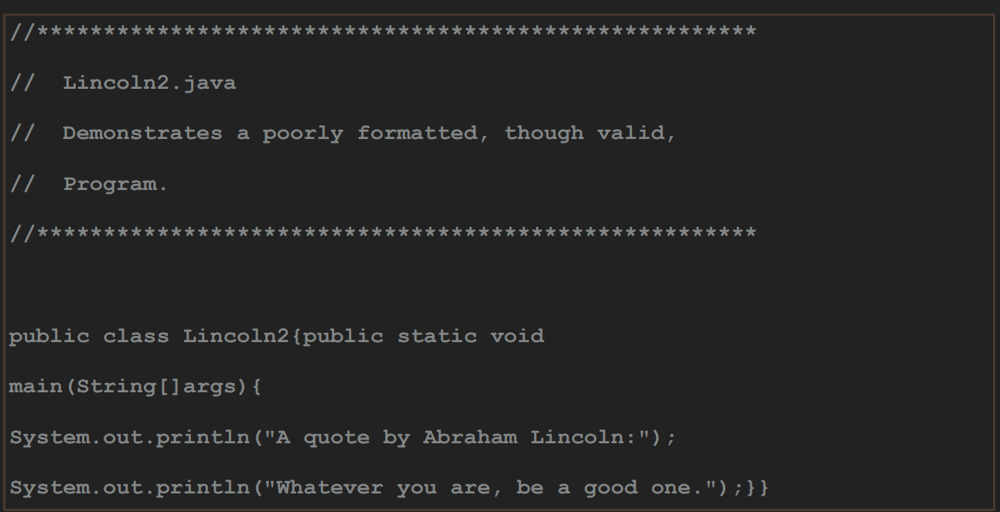 //******************************************************
//  Lincoln2.java
//  Demonstrates a poorly formatted, though valid,
//  Program.
//******************************************************
public class Lincoln2{public static void
main(String[]args){
System.out.println("A quote by Abraham Lincoln:");
System.out.println("Whatever you are, be a good one.");}}